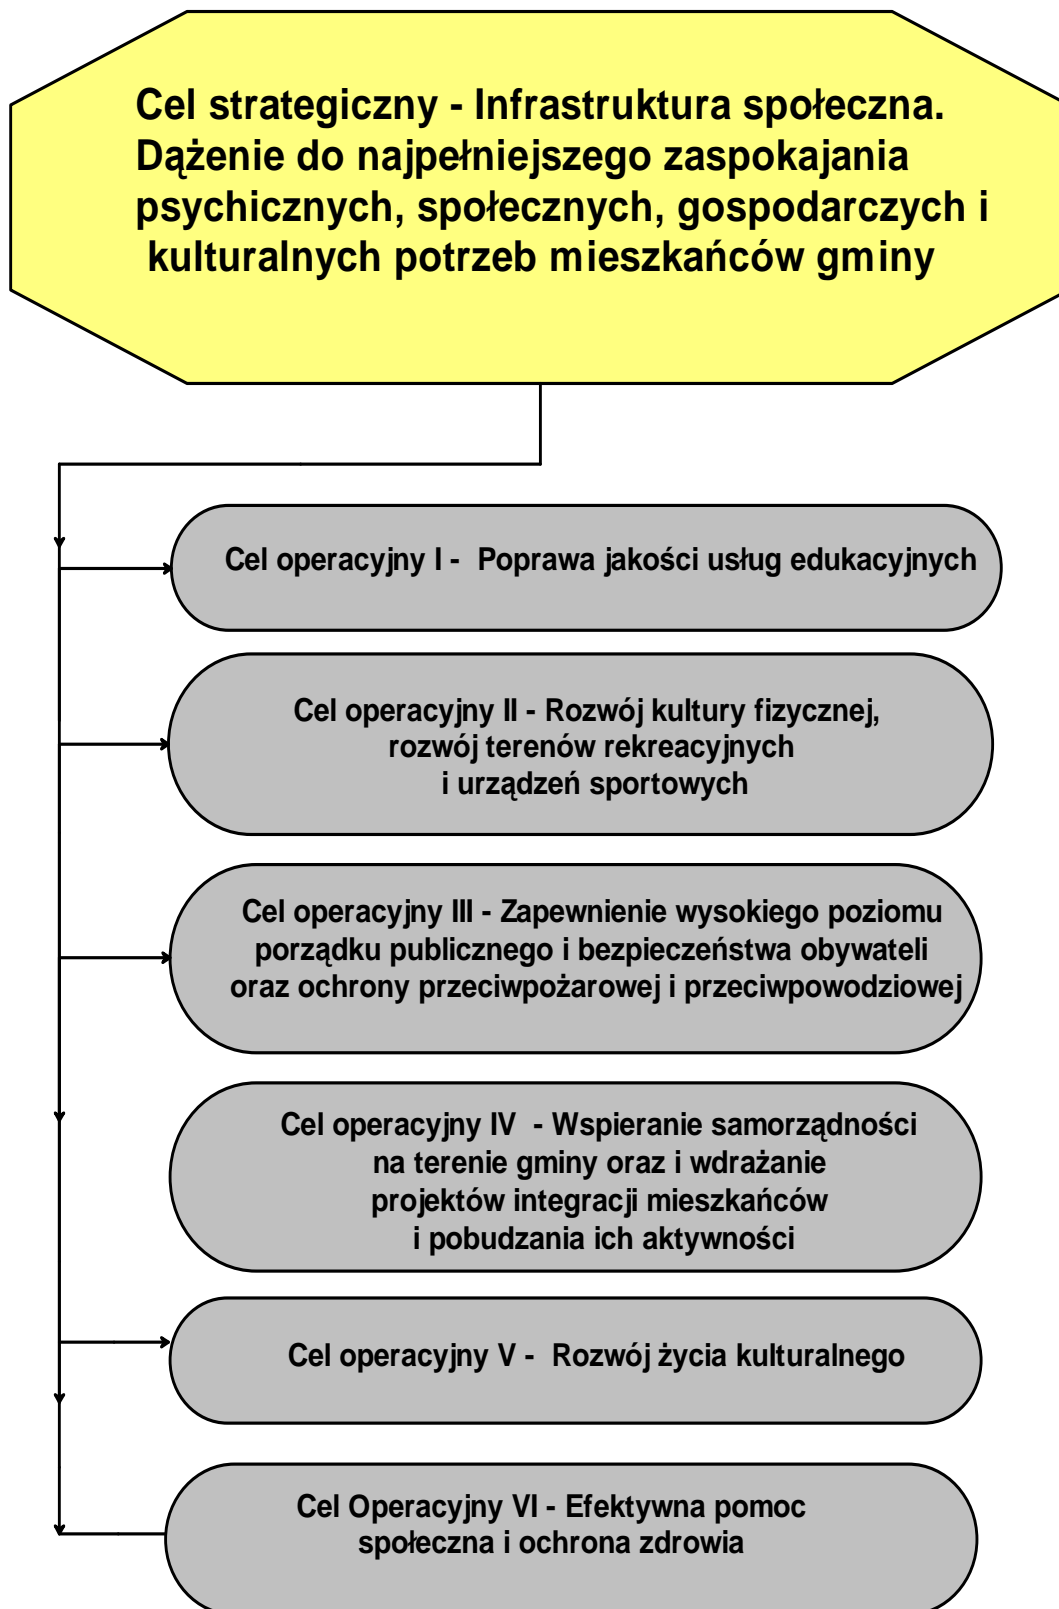 Cel strategiczny - Infrastruktura społeczna.
Dążenie do najpełniejszego zaspokajania
psychicznych, społecznych, gospodarczych i
kulturalnych potrzeb mieszkańców gminy
Cel operacyjny I - Poprawa jakości usług edukacyjnych
Cel operacyjny II - Rozwój kultury fizycznej,
rozwój terenów rekreacyjnych
i urządzeń sportowych
Cel operacyjny III - Zapewnienie wysokiego poziomu
porządku publicznego i bezpieczeństwa obywateli
oraz ochrony przeciwpożarowej i przeciwpowodziowej
Cel operacyjny IV - Wspieranie samorządności
na terenie gminy oraz i wdrażanie
projektów integracji mieszkańców
i pobudzania ich aktywności
Cel operacyjny V - Rozwój życia kulturalnego
Cel Operacyjny VI - Efektywna pomoc
społeczna i ochrona zdrowia